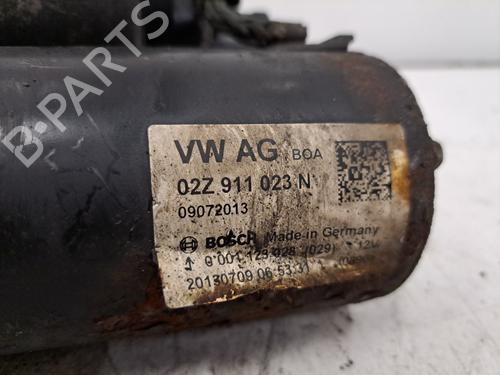 B-PARTS
VW AG BOA
02Z 911 023 N
09072013
BOSCH Made in Germany
0 001 123 028 (029) 12V
20130709 06 53:31